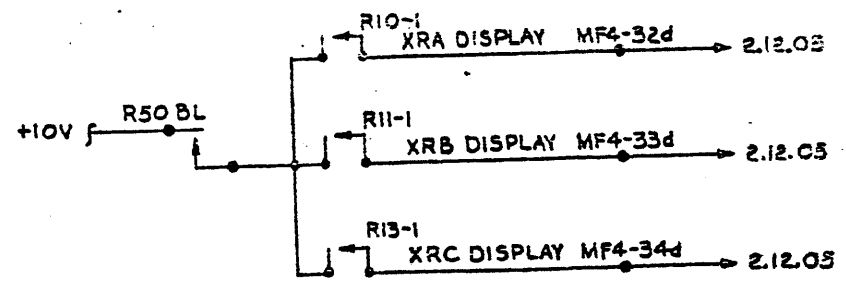 R10-1
XRA DISPLAY MF4-32d 2.12.05
+10V R50 BL
R11-1
XRB DISPLAY MF4-33d 2.12.05
R13-1
XRC DISPLAY MF4-34d 2.12.05